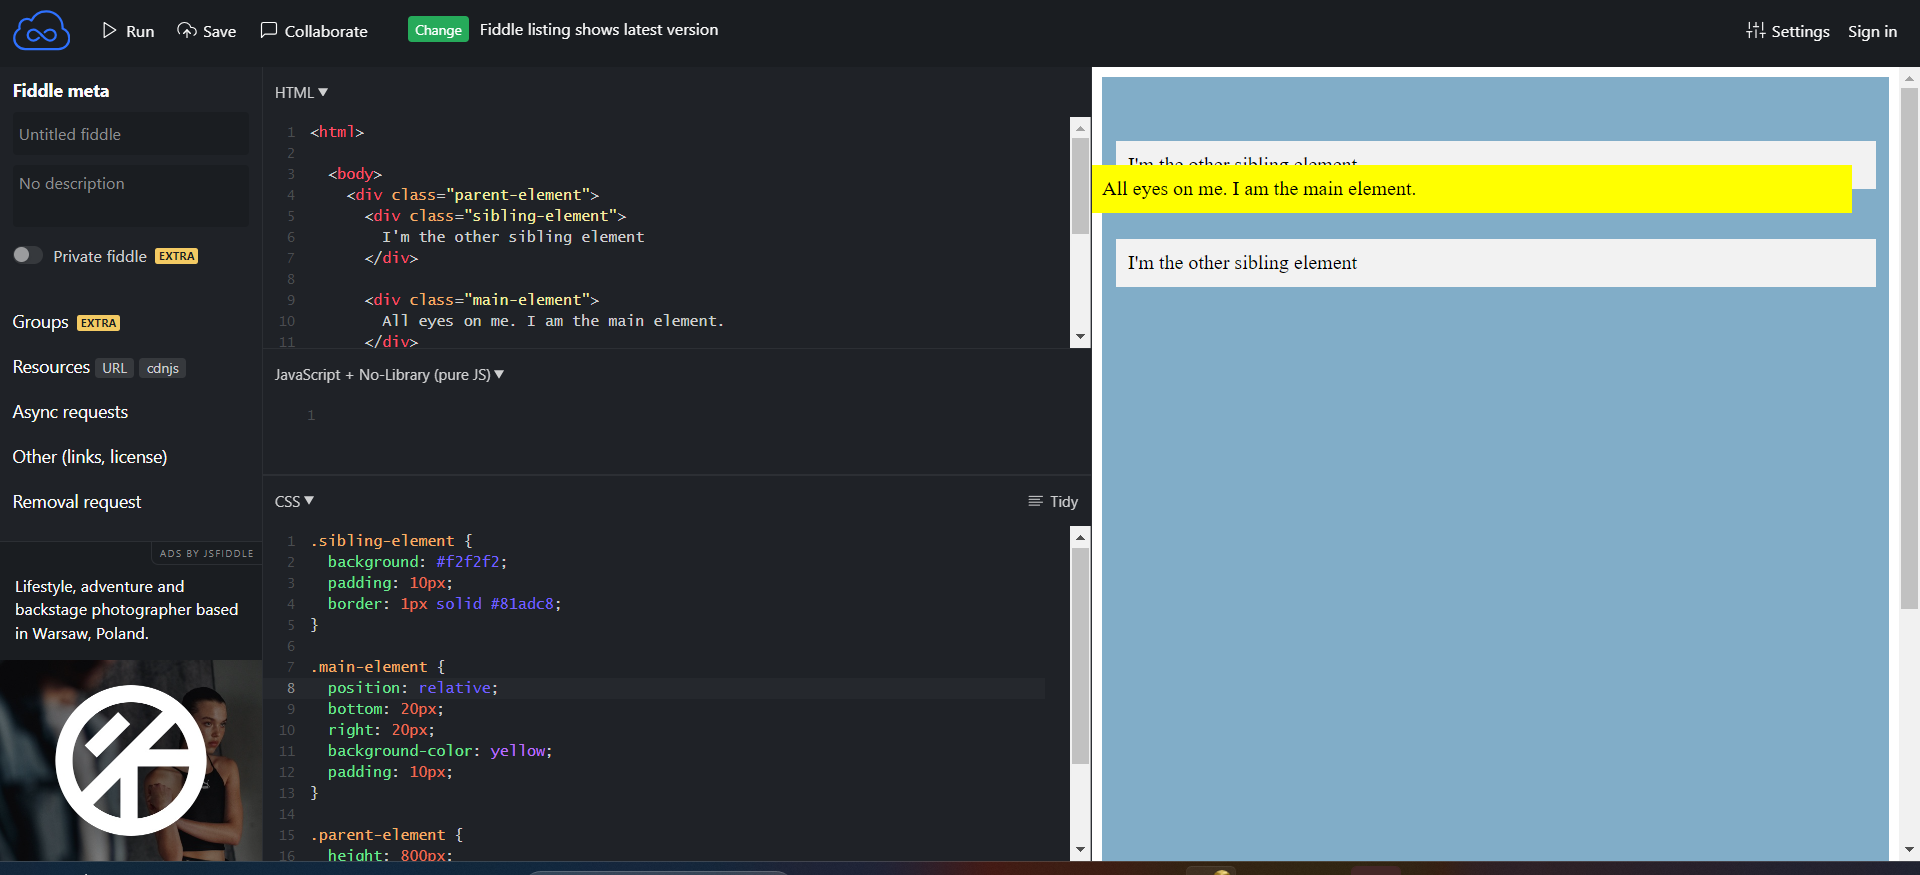 Run Save Collaborate Change Fiddle listing shows latest version Settings Sign in
Fiddle meta
Untitled fiddle
No description
Private fiddle EXTRA
Groups EXTRA
Resources URL cdnjs
Async requests
Other (links, license)
Removal request
ADS BY JSFIDDLE
Lifestyle, adventure and
backstage photographer based
in Warsaw, Poland.
HTML
1 <html>
2
3 <body>
4 <div class="parent-element">
5 <div class="sibling-element">
6 I'm the other sibling element
7 </div>
8
9 <div class="main-element">
10 All eyes on me. I am the main element.
11 </div>
JavaScript + No-Library (pure JS)
1
CSS Tidy
1 .sibling-element {
2 background: #f2f2f2;
3 padding: 10px;
4 border: 1px solid #81adc8;
5 }
6
7 .main-element {
8 position: relative;
9 bottom: 20px;
10 right: 20px;
11 background-color: yellow;
12 padding: 10px;
13 }
14
15 .parent-element {
16 height: 800px;
I'm the other sibling element
All eyes on me. I am the main element.
I'm the other sibling element